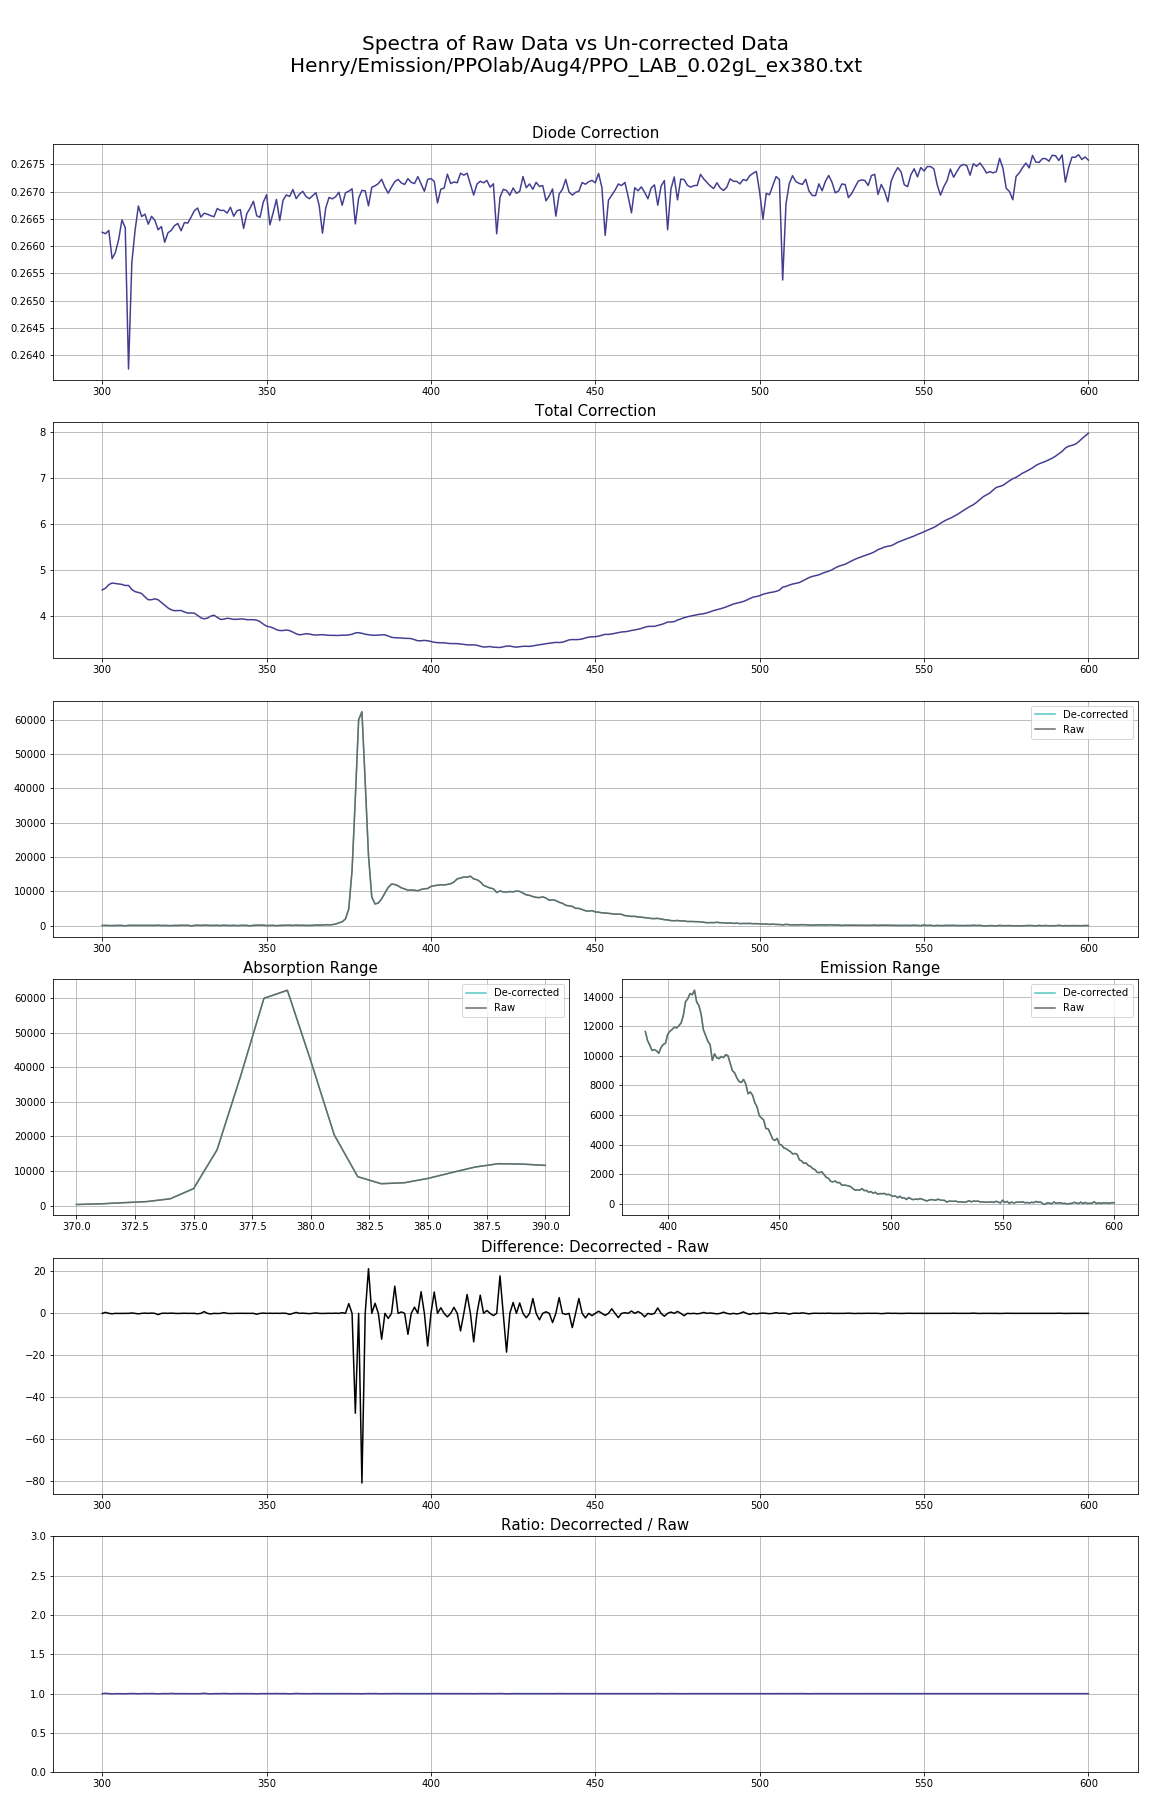 Spectra of Raw Data vs Un-corrected Data
Henry/Emission/PPOlab/Aug4/PPO_LAB_0.02gL_ex380.txt
Diode Correction
0.2675
0.2670
0.2665
0.2660
0.2655
0.2650
0.2645
0.2640
300 350 400 450 500 550 600
Total Correction
8
7
6
5
4
300 350 400 450 500 550 600
De-corrected
Raw
60000
50000
40000
30000
20000
10000
0
300 350 400 450 500 550 600
Absorption Range
De-corrected
Raw
60000
50000
40000
30000
20000
10000
0
370.0 372.5 375.0 377.5 380.0 382.5 385.0 387.5 390.0
Emission Range
De-corrected
Raw
14000
12000
10000
8000
6000
4000
2000
0
400 450 500 550 600
Difference: Decorrected - Raw
20
0
−20
−40
−60
−80
300 350 400 450 500 550 600
Ratio: Decorrected / Raw
3.0
2.5
2.0
1.5
1.0
0.5
0.0
300 350 400 450 500 550 600